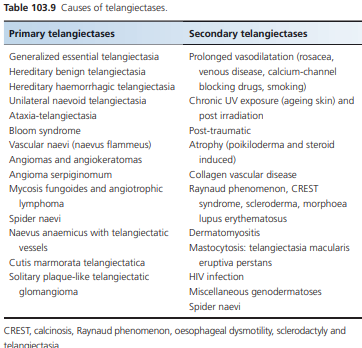 Table 103.9 Causes of telangiectases.
Primary telangiectases
Generalized essential telangiectasia
Hereditary benign telangiectasia
Hereditary haemorrhagic telangiectasia
Unilateral naevoid telangiectasia
Ataxia-telangiectasia
Bloom syndrome
Vascular naevi (naevus flammeus)
Angiomas and angiokeratomas
Angioma serpiginosum
Mycosis fungoides and angiotrophic
lymphoma
Spider naevi
Naevus anaemicus with telangiectatic
vessels
Cutis marmorata telangiectatica
Solitary plaque-like telangiectatic
glomangioma
Secondary telangiectases
Prolonged vasodilatation (rosacea,
venous disease, calcium-channel
blocking drugs, smoking)
Chronic UV exposure (ageing skin) and
post irradiation
Post-traumatic
Atrophy (poikiloderma and steroid
induced)
Collagen vascular disease
Raynaud phenomenon, CREST
syndrome, scleroderma, morphoea
lupus erythematosus
Dermatomyositis
Mastocytosis: telangiectasia macularis
eruptiva perstans
HIV infection
Miscellaneous genodermatoses
Spider naevi
CREST, calcinosis, Raynaud phenomenon, oesophageal dysmotility, sclerodactyly and
telangiectasia